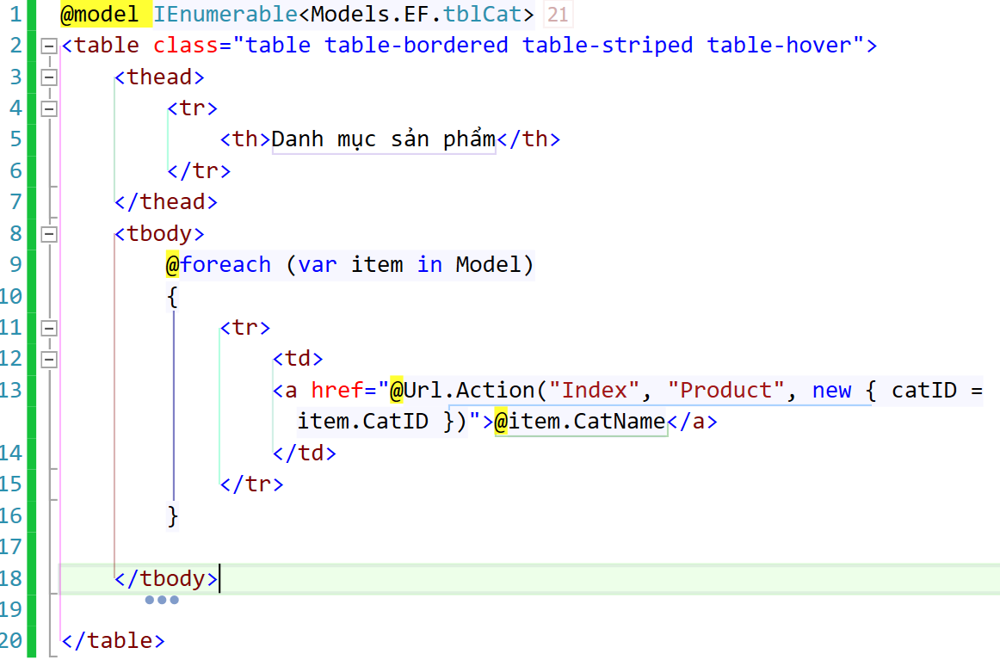 1 @model IEnumerable<Models.EF.tblCat> 21
2 <table class="table table-bordered table-striped table-hover">
3 <thead>
4 <tr>
5 <th>Danh mục sản phẩm</th>
6 </tr>
7 </thead>
8 <tbody>
9 @foreach (var item in Model)
10 {
11 <tr>
12 <td>
13 <a href="@Url.Action("Index", "Product", new { catID =
item.CatID })">@item.CatName</a>
14 </td>
15 </tr>
16 }
17
18 </tbody>
19
20 </table>